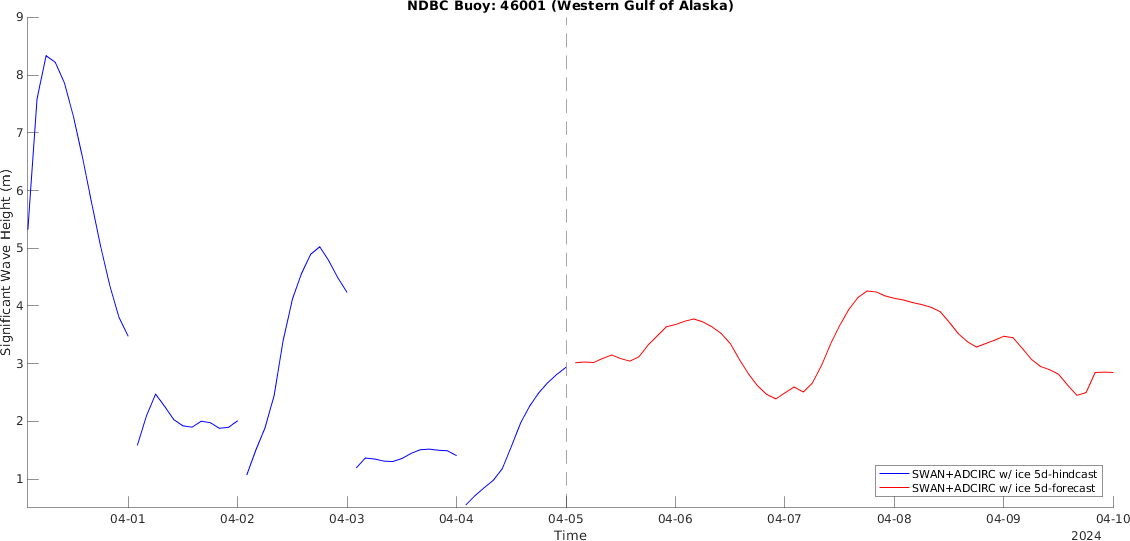 NDBC Buoy: 46001 (Western Gulf of Alaska)
Significant Wave Height (m)
9
8
7
6
5
4
3
2
1
SWAN+ADCIRC w/ ice 5d-hindcast
SWAN+ADCIRC w/ ice 5d-forecast
04-01 04-02 04-03 04-04 04-05 04-06 04-07 04-08 04-09 04-10
Time
2024